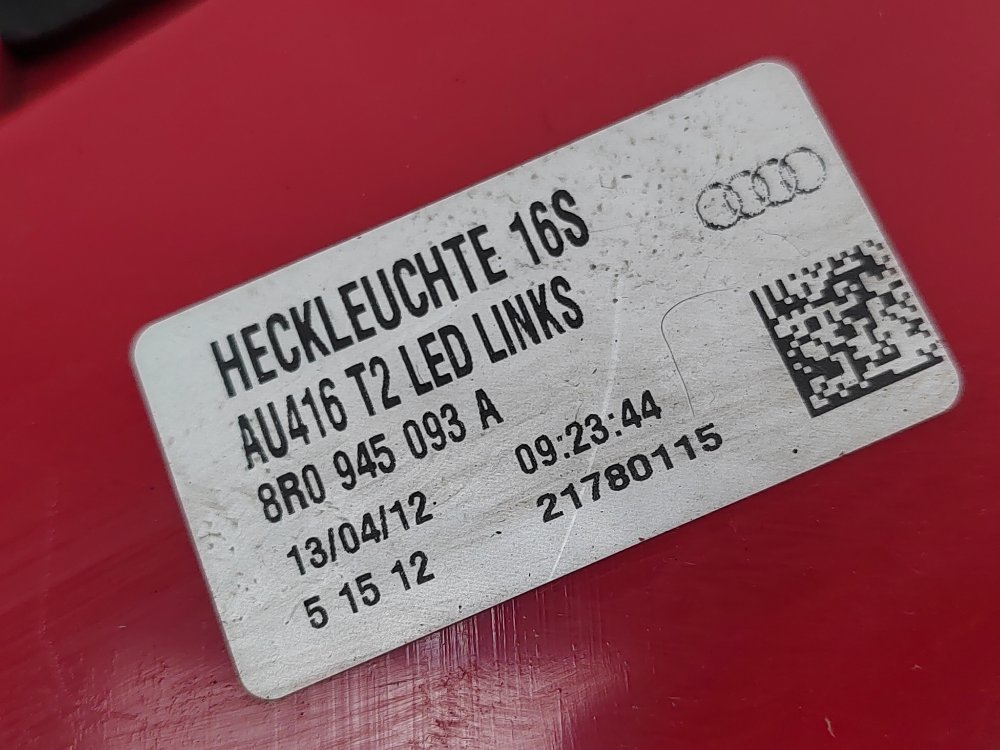 HECKLEUCHTE 16S
AU416 T2 LED LINKS
8R0 945 093 A
13/04/12 09:23:44
5 15 12 21780115